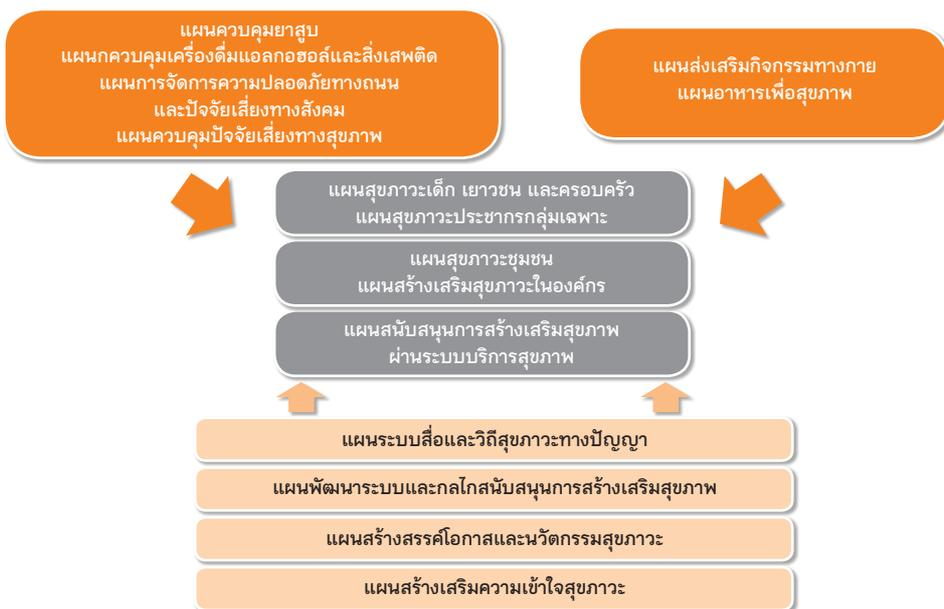 แผนควบคุมยาสูบ
แผนกควบคุมเครื่องดื่มแอลกอฮอล์และสิ่งเสพติด
แผนการจัดการความปลอดภัยทางถนน
และปัจจัยเสี่ยงทางสังคม
แผนควบคุมปัจจัยเสี่ยงทางสุขภาพ
แผนส่งเสริมกิจกรรมทางกาย
แผนอาหารเพื่อสุขภาพ
แผนสุขภาวะเด็ก เยาวชน และครอบครัว
แผนสุขภาวะประชากรกลุ่มเฉพาะ
แผนสุขภาวะชุมชน
แผนสร้างเสริมสุขภาวะในองค์กร
แผนสนับสนุนการสร้างเสริมสุขภาพ
ผ่านระบบบริการสุขภาพ
แผนระบบสื่อและวิถีสุขภาวะทางปัญญา
แผนพัฒนาระบบและกลไกสนับสนุนการสร้างเสริมสุขภาพ
แผนสร้างสรรค์โอกาสและนวัตกรรมสุขภาวะ
แผนสร้างเสริมความเข้าใจสุขภาวะ